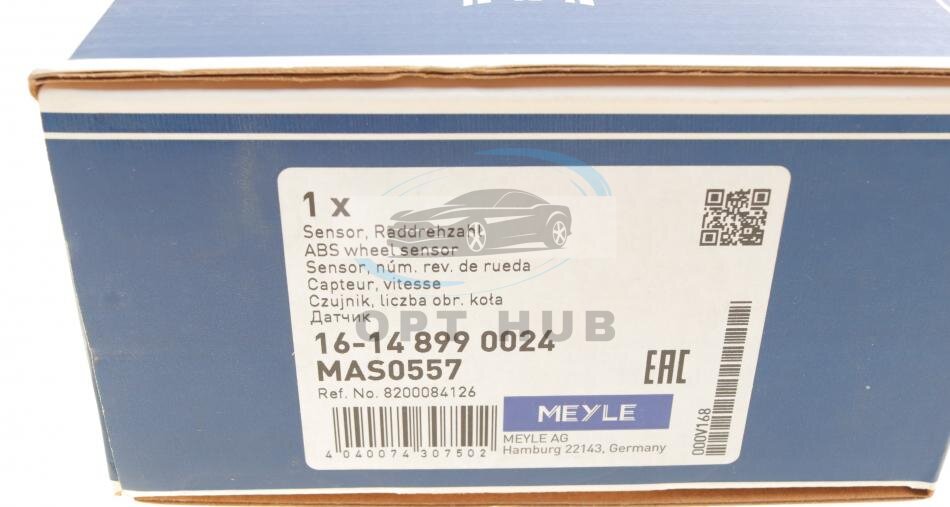 1 x
Sensor, Raddrehzahl
ABS wheel sensor
Sensor, núm. rev. de rueda
Capteur, vitesse
Czujnik, liczba obr. koła
Датчик
OPT HUB
16-14 899 0024
MAS0557
Ref. No. 8200084126
EAC
MEYLE
MEYLE AG
Hamburg 22143, Germany
4 040074 307502
000V168